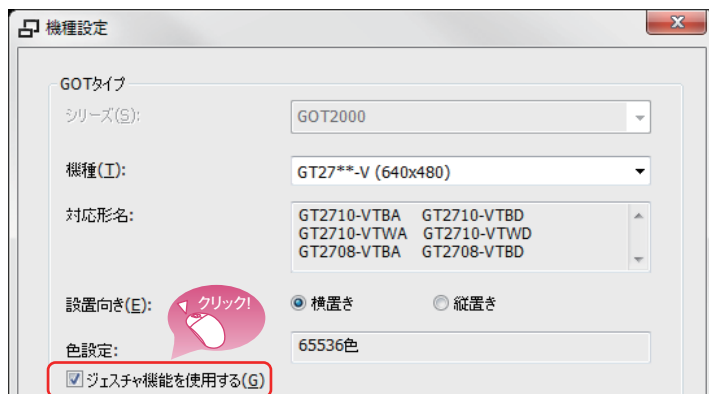 機種設定
GOTタイプ
シリーズ(S): GOT2000
機種(T): GT27**-V (640x480)
対応形名: GT2710-VTBA GT2710-VTBD
GT2710-VTWA GT2710-VTWD
GT2708-VTBA GT2708-VTBD
設置向き(E): クリック! 横置き 縦置き
色設定: 65536色
ジェスチャ機能を使用する(G)